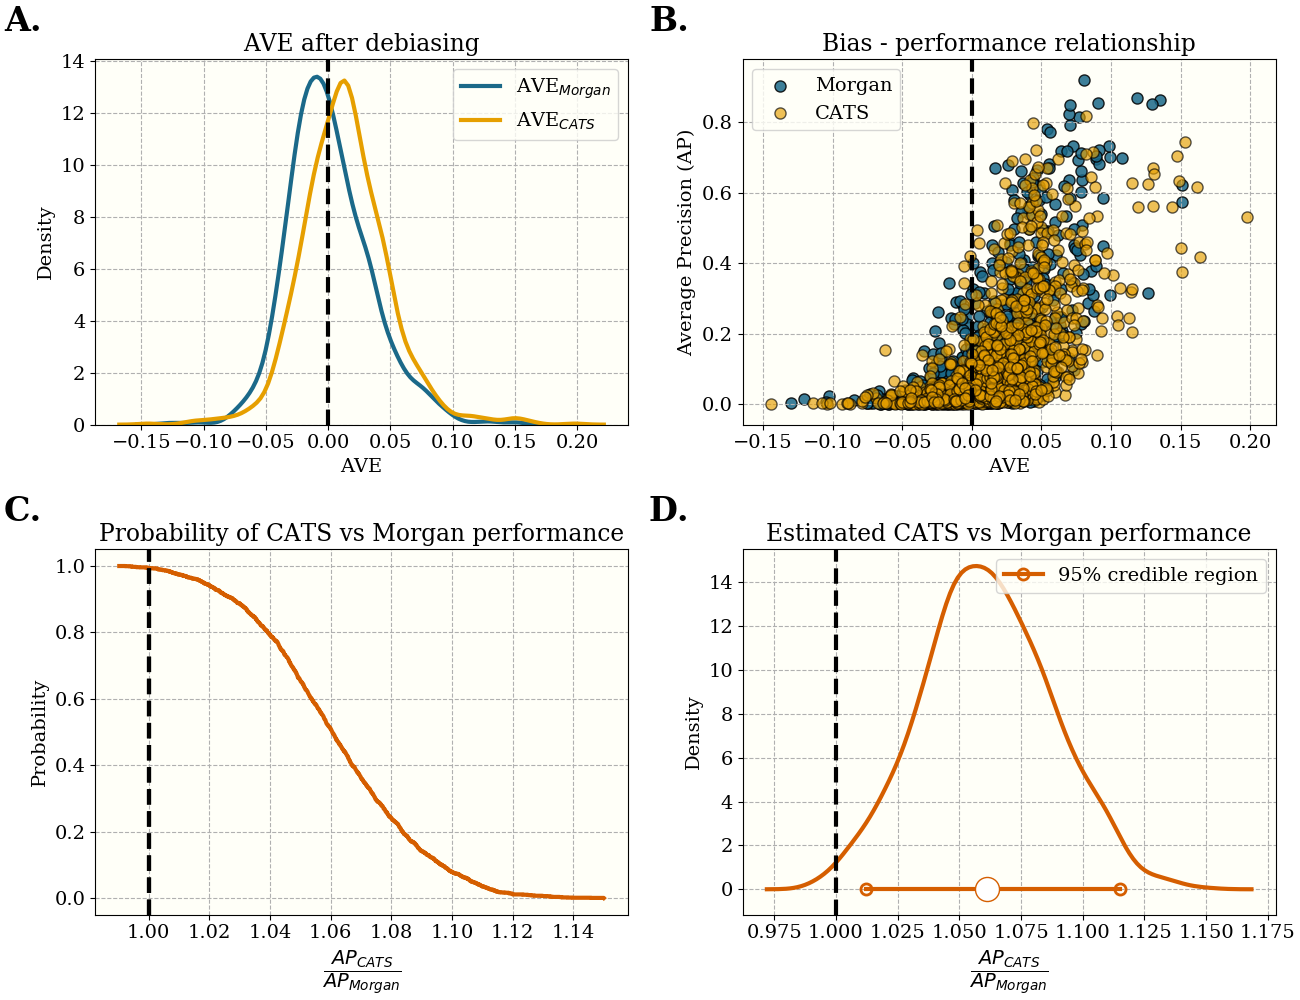 A.
AVE after debiasing
14
12
10
8
6
4
2
0
Density
AVE_Morgan
AVE_CATS
−0.15 −0.10 −0.05 0.00 0.05 0.10 0.15 0.20
AVE
B.
Bias - performance relationship
Morgan
CATS
0.8
0.6
0.4
0.2
0.0
Average Precision (AP)
−0.15 −0.10 −0.05 0.00 0.05 0.10 0.15 0.20
AVE
C.
Probability of CATS vs Morgan performance
1.0
0.8
0.6
0.4
0.2
0.0
Probability
1.00 1.02 1.04 1.06 1.08 1.10 1.12 1.14
AP_CATS
AP_Morgan
D.
Estimated CATS vs Morgan performance
95% credible region
14
12
10
8
6
4
2
0
Density
0.975 1.000 1.025 1.050 1.075 1.100 1.125 1.150 1.175
AP_CATS
AP_Morgan